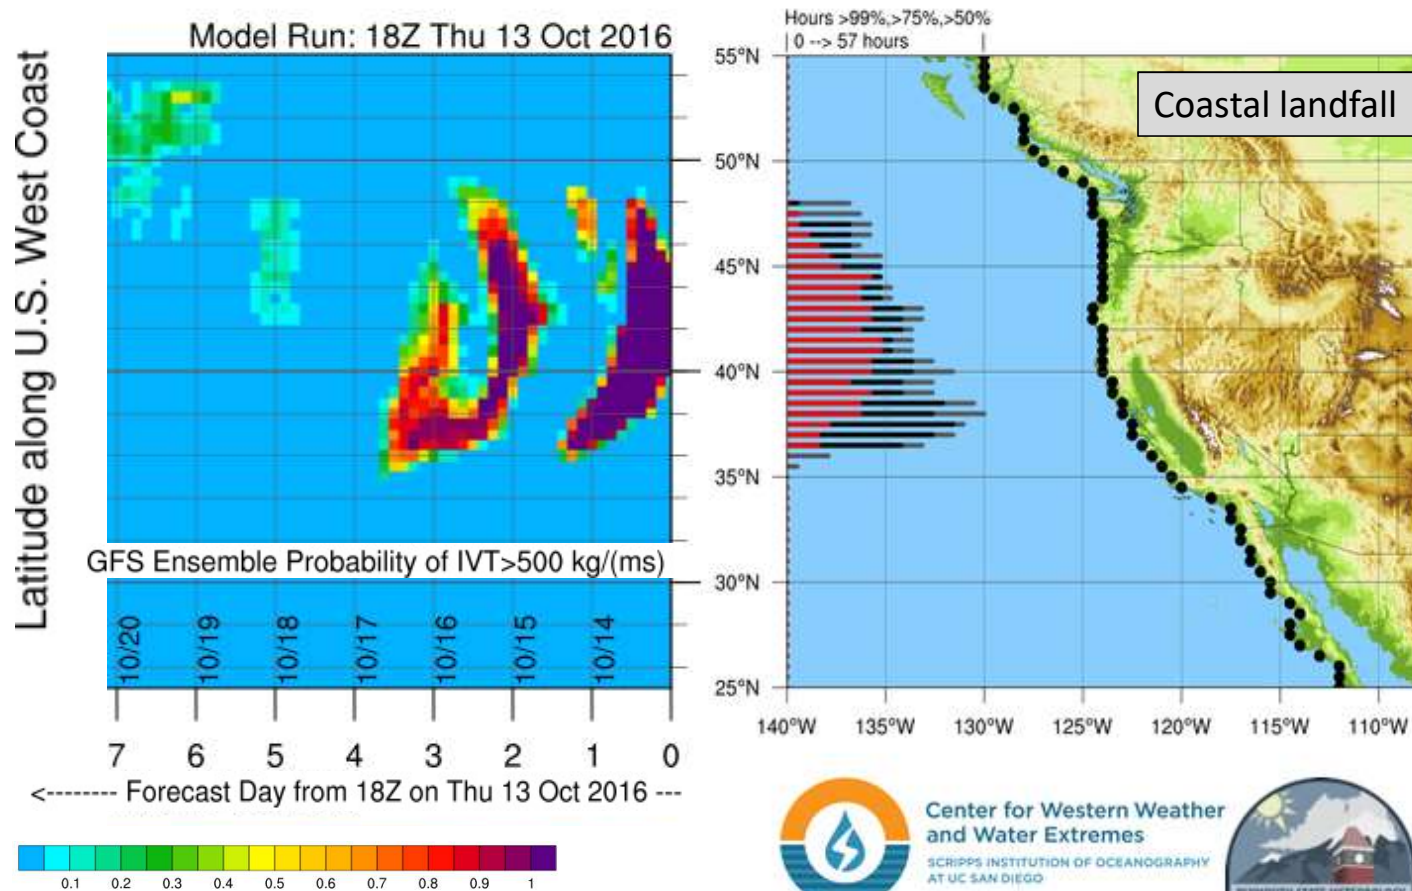 Model Run: 18Z Thu 13 Oct 2016
Latitude along U.S. West Coast
GFS Ensemble Probability of IVT>500 kg/(ms)
10/20 10/19 10/18 10/17 10/16 10/15 10/14
7 6 5 4 3 2 1 0
<-------- Forecast Day from 18Z on Thu 13 Oct 2016 ---
0.1 0.2 0.3 0.4 0.5 0.6 0.7 0.8 0.9 1
Hours >99%,>75%,>50%
0 --> 57 hours
Coastal landfall
55°N
50°N
45°N
40°N
35°N
30°N
25°N
140°W 135°W 130°W 125°W 120°W 115°W 110°W
Center for Western Weather
and Water Extremes
SCRIPPS INSTITUTION OF OCEANOGRAPHY
AT UC SAN DIEGO